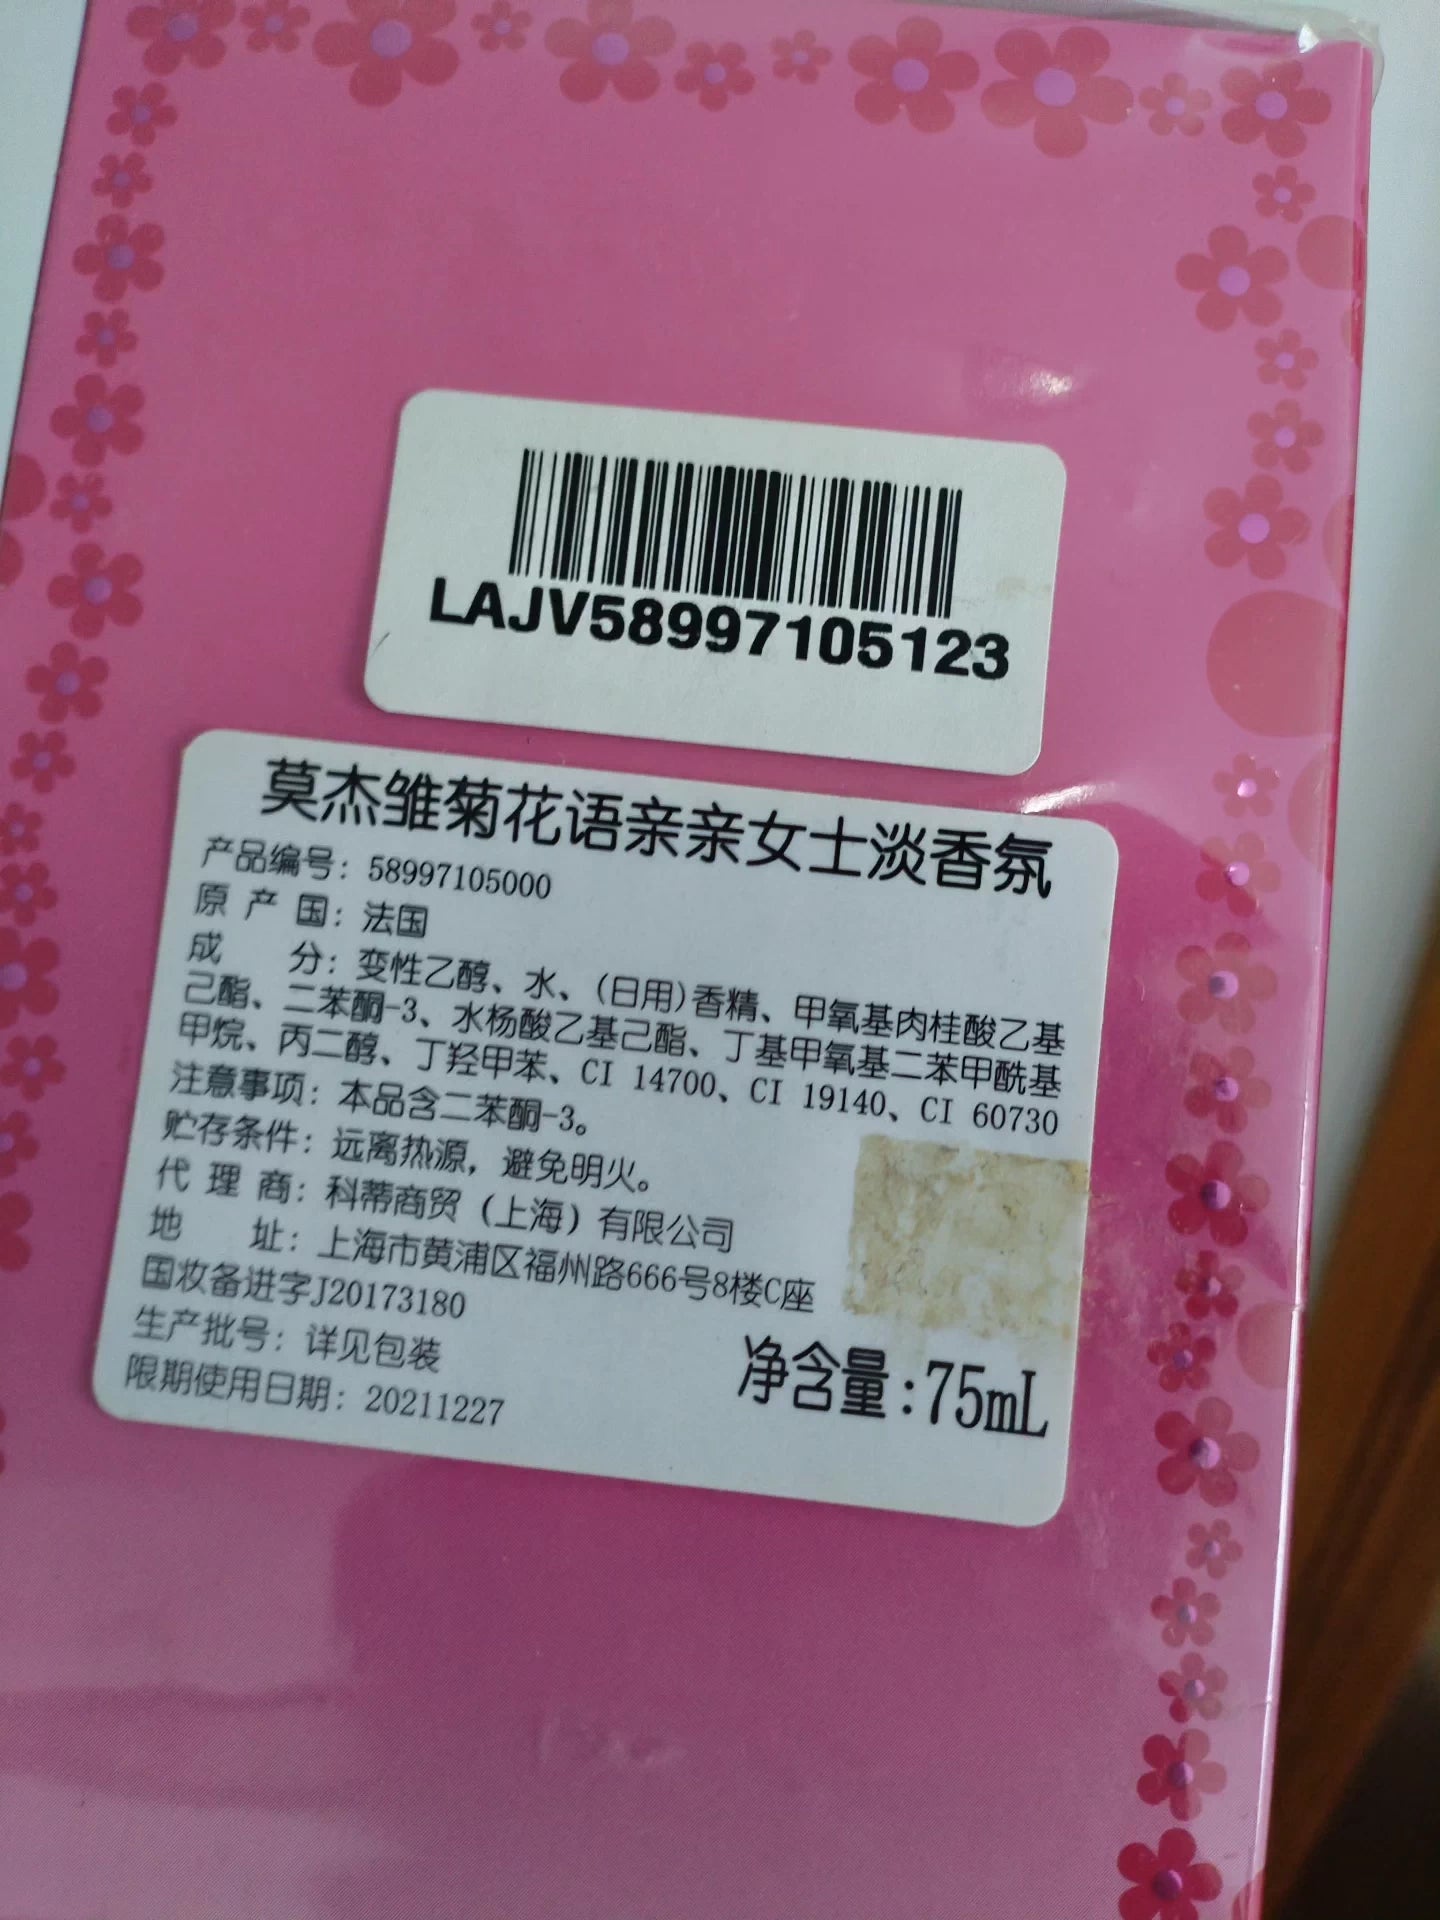 LAJV58997105123
莫杰雏菊花语亲亲女士淡香氛
产品编号：58997105000
原产国：法国
成分：变性乙醇、水、(日用)香精、甲氧基肉桂酸乙基
己酯、二苯酮-3、水杨酸乙基己酯、丁基甲氧基二苯甲酰基
甲烷、丙二醇、丁羟甲苯、CI 14700、CI 19140、CI 60730
注意事项：本品含二苯酮-3。
贮存条件：远离热源，避免明火。
代理商：科蒂商贸（上海）有限公司
地址：上海市黄浦区福州路666号8楼C座
国妆备进字J20173180
生产批号：详见包装
限期使用日期：20211227
净含量:75mL